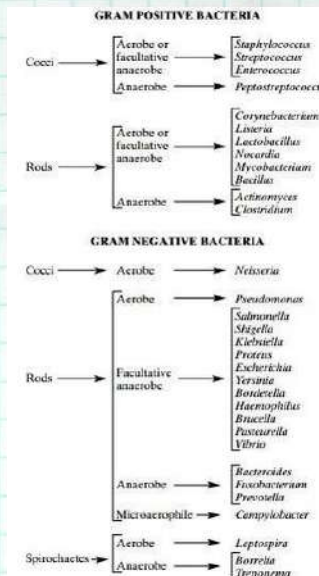 GRAM POSITIVE BACTERIA
Cocci
Aerobe or
facultative
anaerobe
Staphylococcus
Streptococcus
Enterococcus
Anaerobe
Peptostreptococcus
Rods
Aerobe or
facultative
anaerobe
Corynebacterium
Listeria
Lactobacillus
Nocardia
Mycobacterium
Bacillus
Anaerobe
Actinomyces
Clostridium
GRAM NEGATIVE BACTERIA
Cocci
Aerobe
Neisseria
Rods
Aerobe
Pseudomonas
Facultative
anaerobe
Salmonella
Shigella
Klebsiella
Proteus
Escherichia
Yersinia
Bordetella
Haemophilus
Brucella
Pasteurella
Vibrio
Anaerobe
Bacteroides
Fusobacterium
Prevotella
Microaerophile
Campylobacter
Spirochaetes
Aerobe
Leptospira
Anaerobe
Borrelia
Treponema